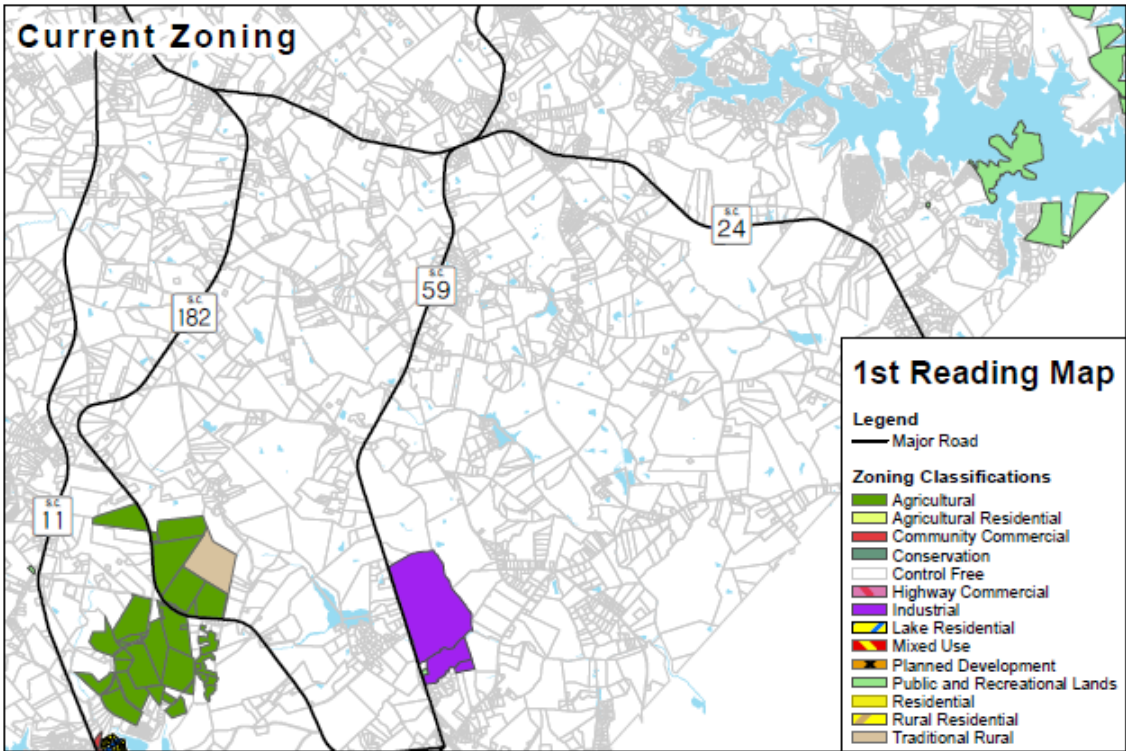 Current Zoning
S.C.
24
S.C.
59
S.C.
182
S.C.
11
1st Reading Map
Legend
Major Road
Zoning Classifications
Agricultural
Agricultural Residential
Community Commercial
Conservation
Control Free
Highway Commercial
Industrial
Lake Residential
Mixed Use
Planned Development
Public and Recreational Lands
Residential
Rural Residential
Traditional Rural